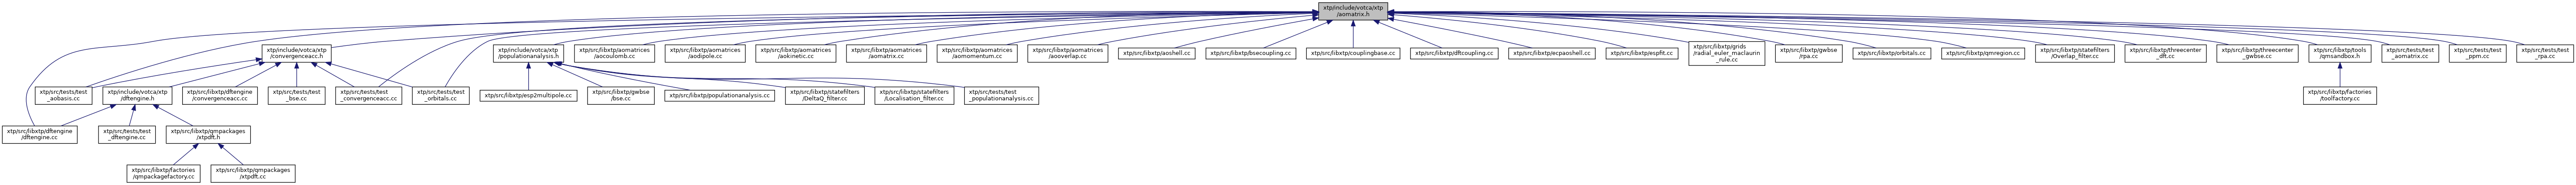 xtp/include/votca/xtp
/aomatrix.h
xtp/include/votca/xtp
/convergenceacc.h
xtp/include/votca/xtp
/populationanalysis.h
xtp/src/libxtp/aomatrices
/aocoulomb.cc
xtp/src/libxtp/aomatrices
/aodipole.cc
xtp/src/libxtp/aomatrices
/aokinetic.cc
xtp/src/libxtp/aomatrices
/aomatrix.cc
xtp/src/libxtp/aomatrices
/aomomentum.cc
xtp/src/libxtp/aomatrices
/aooverlap.cc
xtp/src/libxtp/aoshell.cc
xtp/src/libxtp/bsecoupling.cc
xtp/src/libxtp/couplingbase.cc
xtp/src/libxtp/dftcoupling.cc
xtp/src/libxtp/ecpaoshell.cc
xtp/src/libxtp/espfit.cc
xtp/src/libxtp/grids
/radial_euler_maclaurin
_rule.cc
xtp/src/libxtp/gwbse
/rpa.cc
xtp/src/libxtp/orbitals.cc
xtp/src/libxtp/qmregion.cc
xtp/src/libxtp/statefilters
/Overlap_filter.cc
xtp/src/libxtp/threecenter
_dft.cc
xtp/src/libxtp/threecenter
_gwbse.cc
xtp/src/libxtp/tools
/qmsandbox.h
xtp/src/tests/test
_aomatrix.cc
xtp/src/tests/test
_ppm.cc
xtp/src/tests/test
_rpa.cc
xtp/src/tests/test
_aobasis.cc
xtp/include/votca/xtp
/dftengine.h
xtp/src/libxtp/dftengine
/convergenceacc.cc
xtp/src/tests/test
_bse.cc
xtp/src/tests/test
_convergenceacc.cc
xtp/src/tests/test
_orbitals.cc
xtp/src/libxtp/esp2multipole.cc
xtp/src/libxtp/gwbse
/bse.cc
xtp/src/libxtp/populationanalysis.cc
xtp/src/libxtp/statefilters
/DeltaQ_filter.cc
xtp/src/libxtp/statefilters
/Localisation_filter.cc
xtp/src/tests/test
_populationanalysis.cc
xtp/src/libxtp/factories
/toolfactory.cc
xtp/src/libxtp/dftengine
/dftengine.cc
xtp/src/tests/test
_dftengine.cc
xtp/src/libxtp/qmpackages
/xtpdft.h
xtp/src/libxtp/factories
/qmpackagefactory.cc
xtp/src/libxtp/qmpackages
/xtpdft.cc